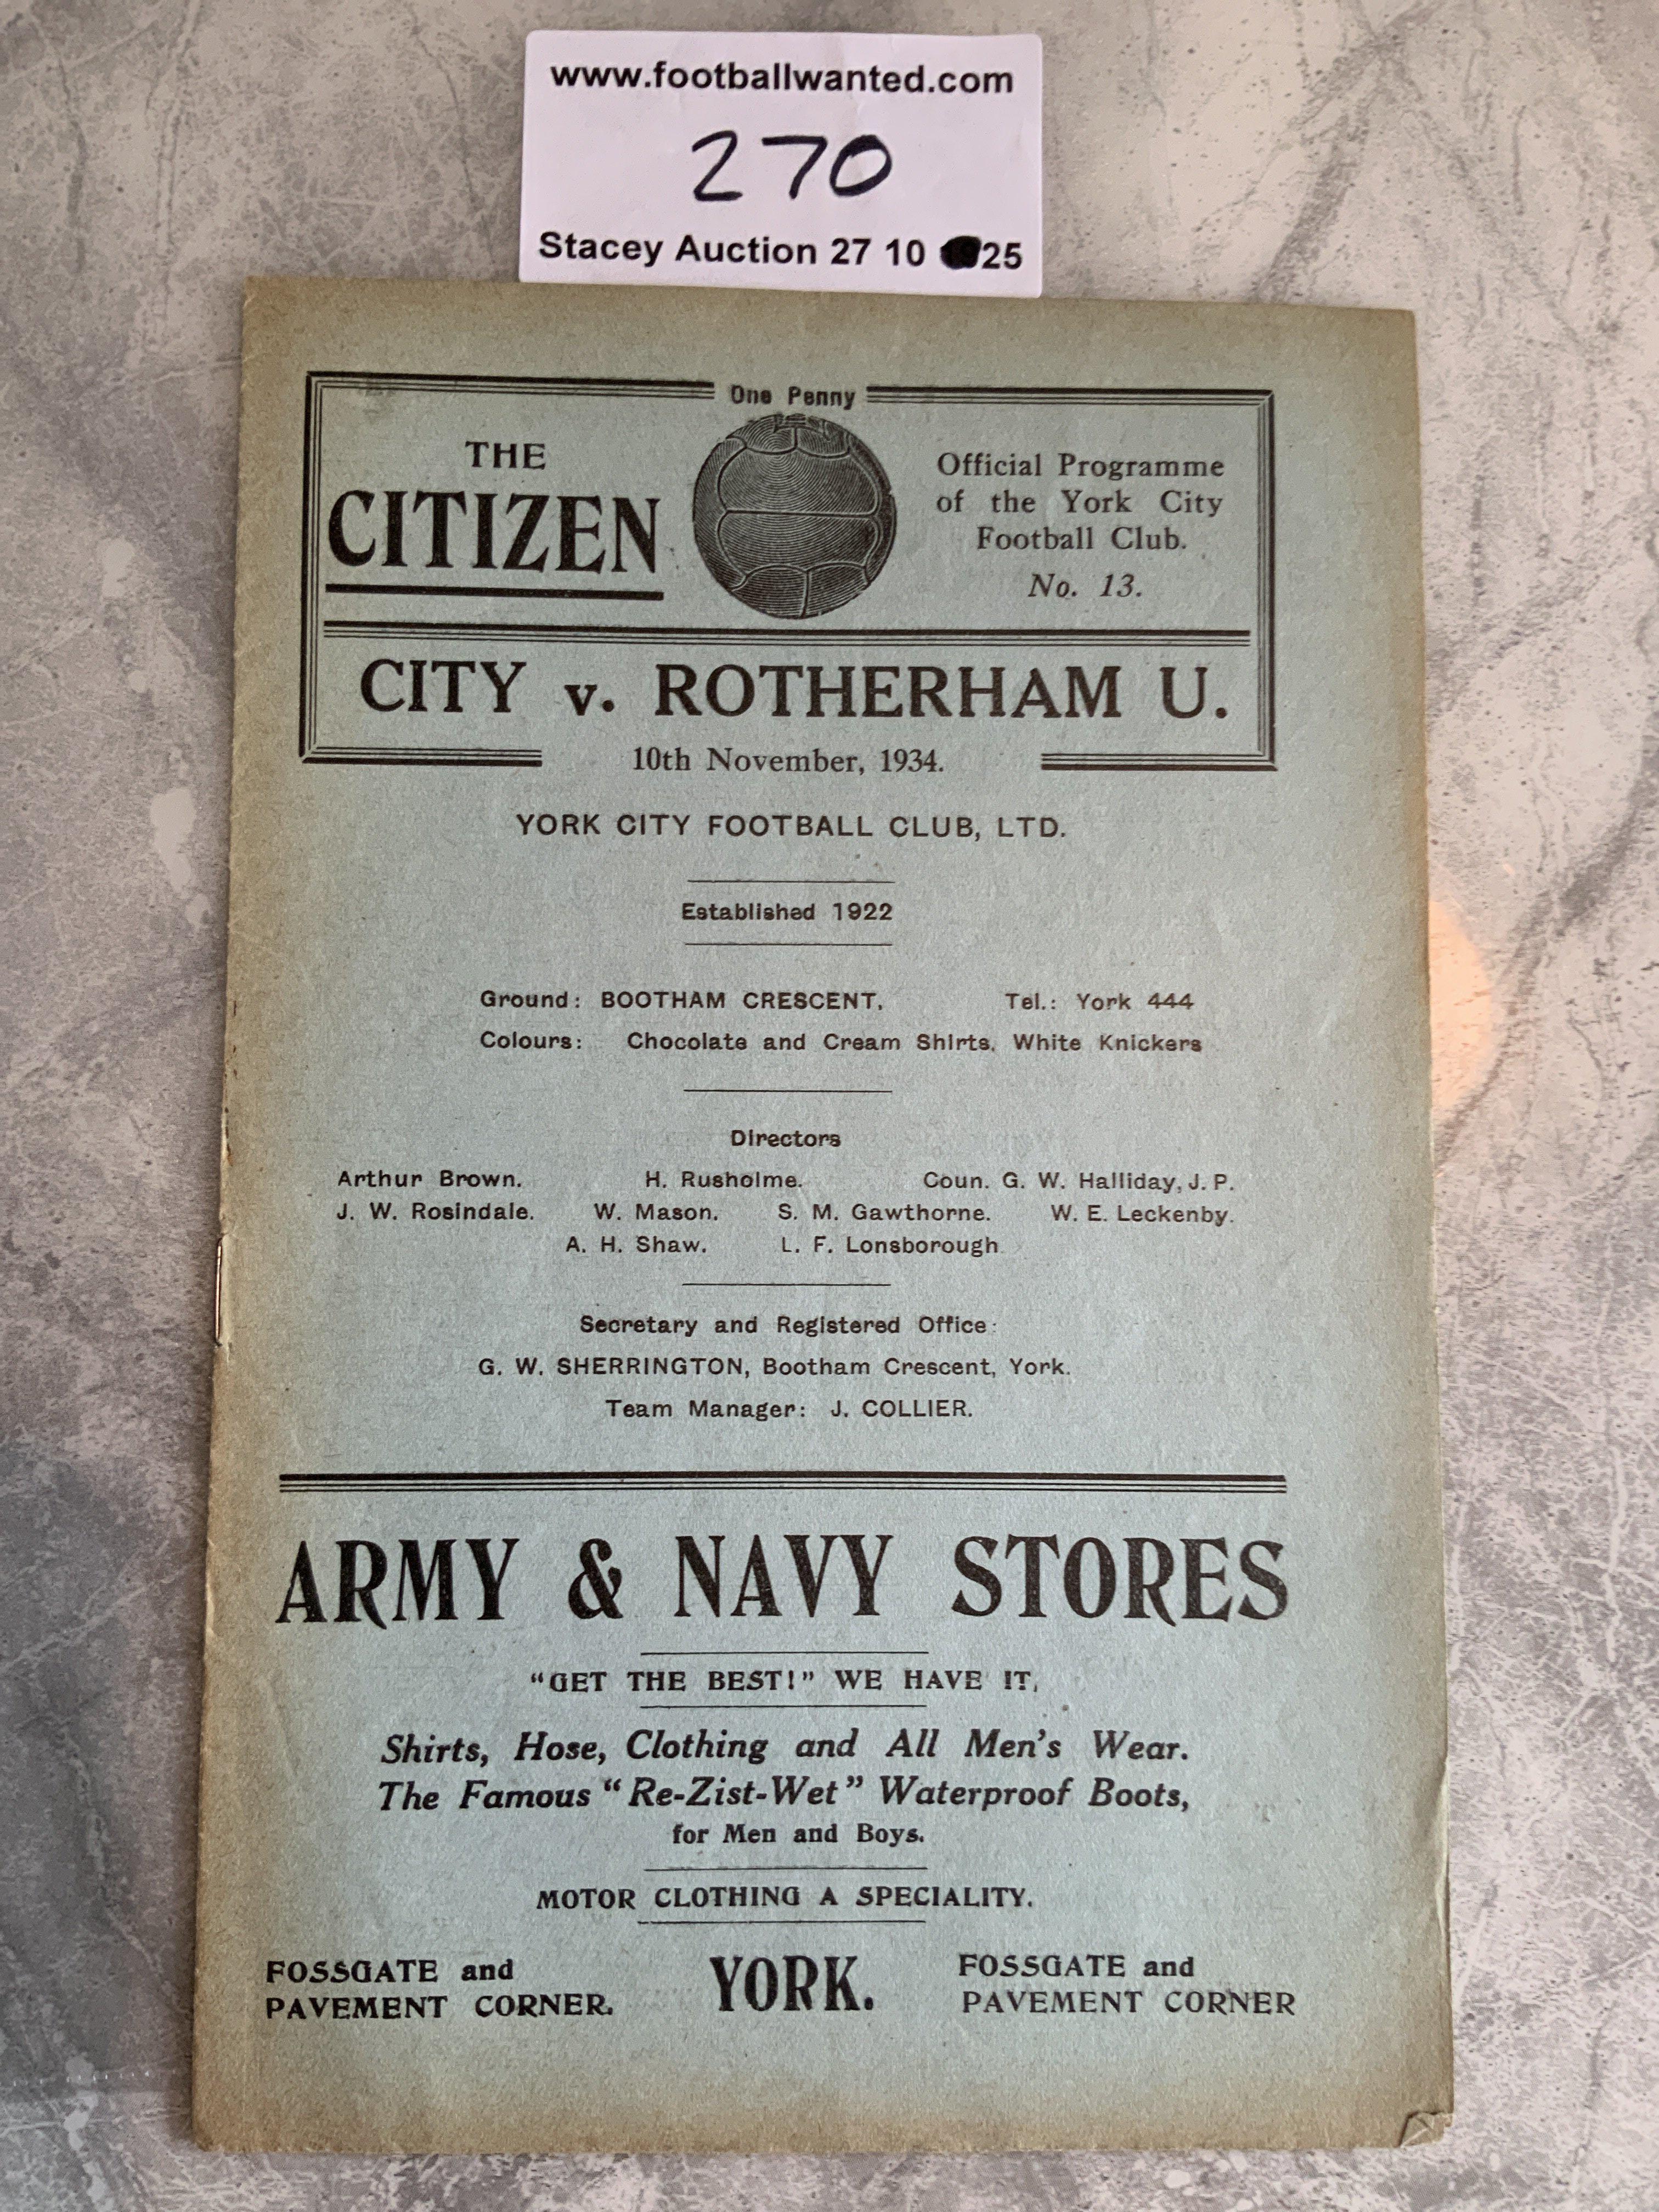 www.footballwanted.com
270
Stacey Auction 27 10 25
One Penny
THE
CITIZEN
Official Programme
of the York City
Football Club.
No. 13.
CITY v. ROTHERHAM U.
10th November, 1934.
YORK CITY FOOTBALL CLUB, LTD.
Established 1922
Ground: BOOTHAM CRESCENT. Tel.: York 444
Colours: Chocolate and Cream Shirts. White Knickers
Directors
Arthur Brown. H. Rusholme. Coun. G. W. Halliday, J. P.
J. W. Rosindale. W. Mason. S. M. Gawthorne. W. E. Leckenby.
A. H. Shaw. L. F. Lonsborough
Secretary and Registered Office:
G. W. SHERRINGTON, Bootham Crescent, York.
Team Manager: J. COLLIER.
ARMY & NAVY STORES
"GET THE BEST!" WE HAVE IT,
Shirts, Hose, Clothing and All Men's Wear.
The Famous "Re-Zist-Wet" Waterproof Boots,
for Men and Boys.
MOTOR CLOTHING A SPECIALITY.
FOSSGATE and
PAVEMENT CORNER.
YORK.
FOSSGATE and
PAVEMENT CORNER